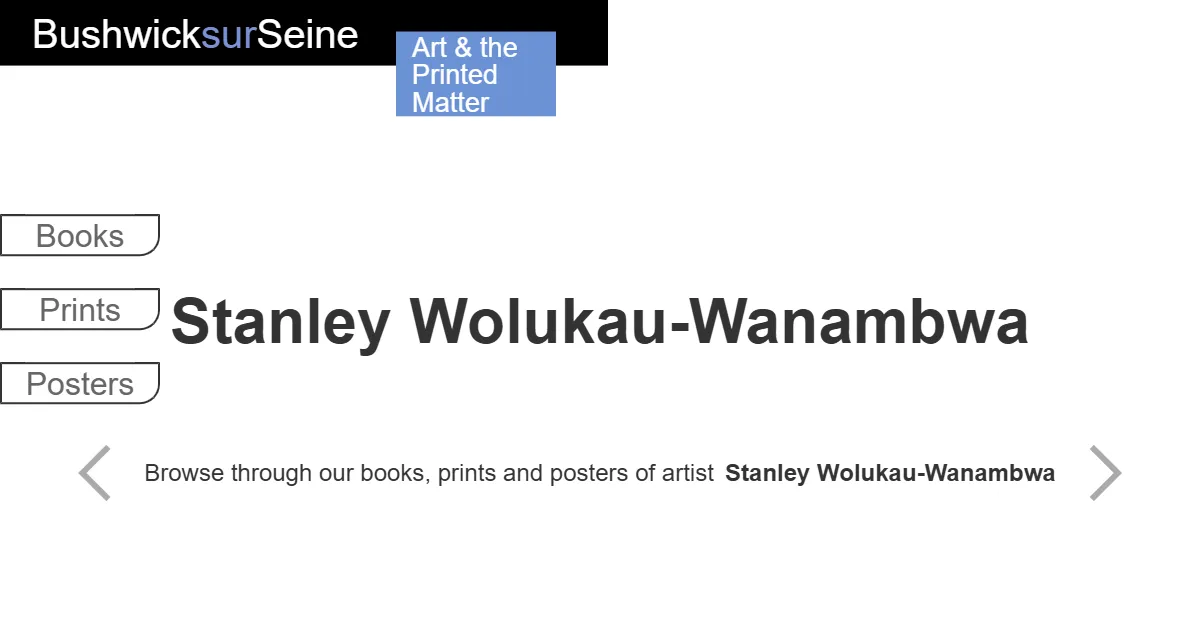 BushwicksurSeine
Art & the
Printed
Matter
Books
Prints
Stanley Wolukau-Wanambwa
Posters
Browse through our books, prints and posters of artist Stanley Wolukau-Wanambwa